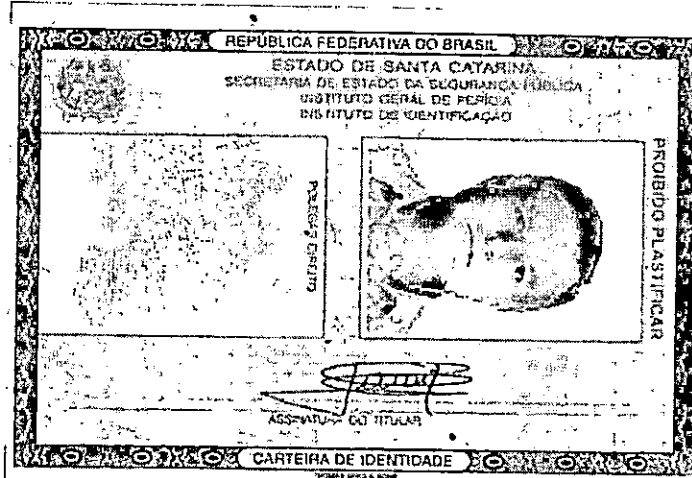 REPÚBLICA FEDERATIVA DO BRASIL
ESTADO DE SANTA CATARINA
SECRETARIA DE ESTADO DA SEGURANÇA PÚBLICA
INSTITUTO GERAL DE PERÍCIA
INSTITUTO DE IDENTIFICAÇÃO
POLEGAR DIREITO
PROIBIDO PLASTIFICAR
ASSINATURA DO TITULAR
CARTEIRA DE IDENTIDADE